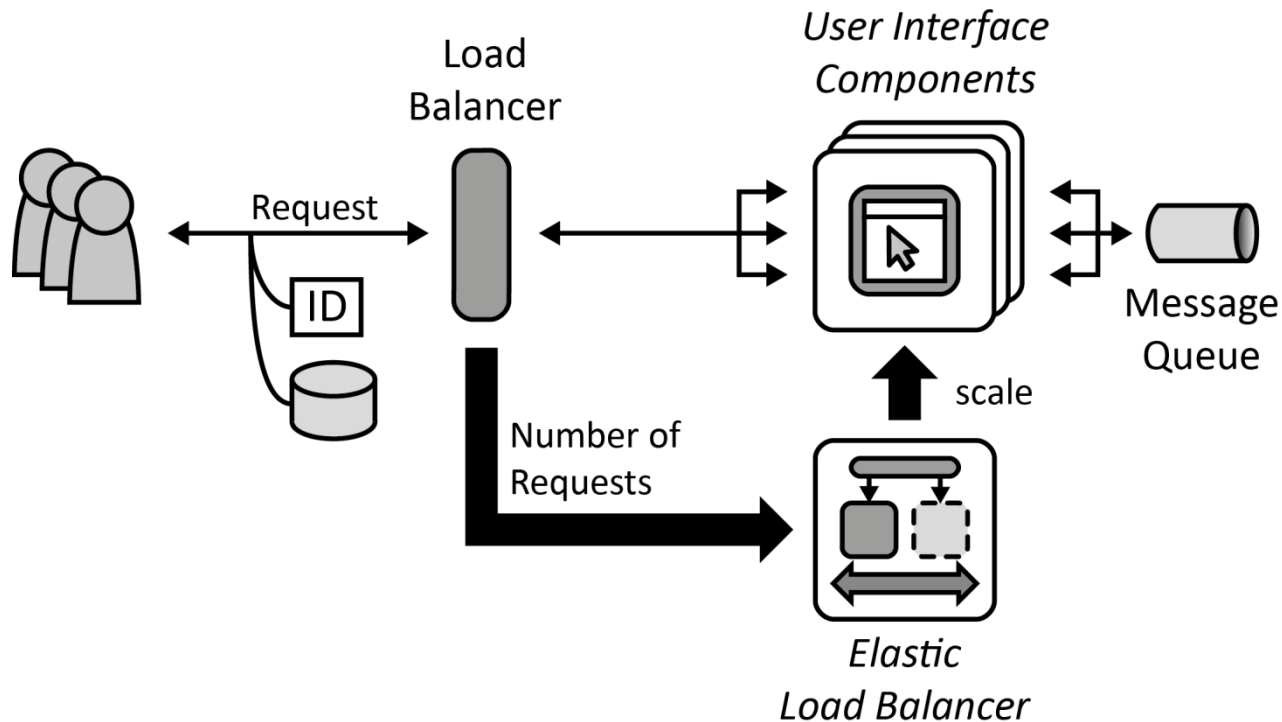 User Interface
Components
Load
Balancer
Request
ID
Message
Queue
scale
Number of
Requests
Elastic
Load Balancer